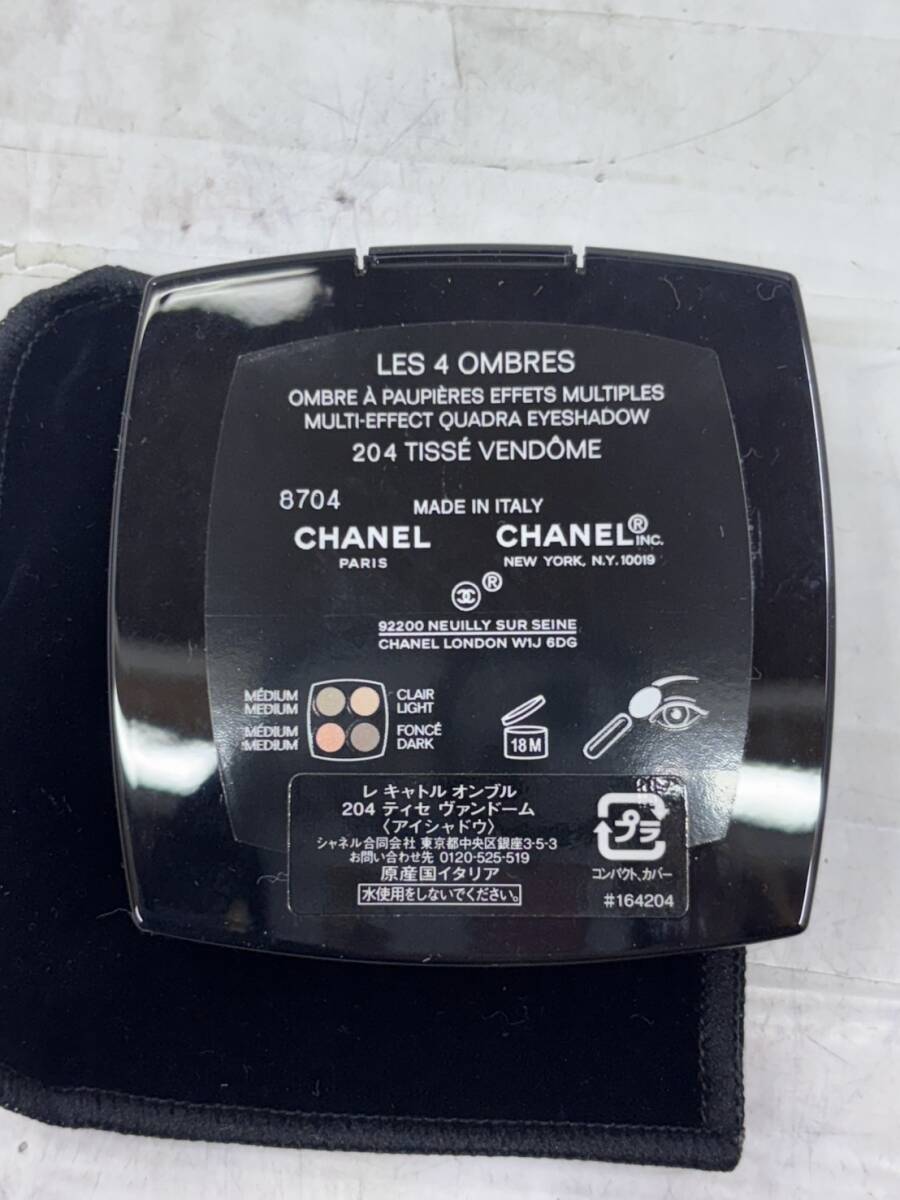 LES 4 OMBRES
OMBRE À PAUPIÈRES EFFETS MULTIPLES
MULTI-EFFECT QUADRA EYESHADOW
204 TISSÉ VENDÔME
8704
MADE IN ITALY
CHANEL
PARIS
CHANEL® INC.
NEW YORK, N.Y. 10019
®
92200 NEUILLY SUR SEINE
CHANEL LONDON W1J 6DG
MÉDIUM
MEDIUM
CLAIR
LIGHT
MÉDIUM
MEDIUM
FONCÉ
DARK
18 M
レ キャトル オンブル
204 ティセ ヴァンドーム
〈アイシャドウ〉
シャネル合同会社 東京都中央区銀座3-5-3
お問い合わせ先 0120-525-519
原産国イタリア
水使用をしないでください。
プラ
コンパクト、カバー
#164204